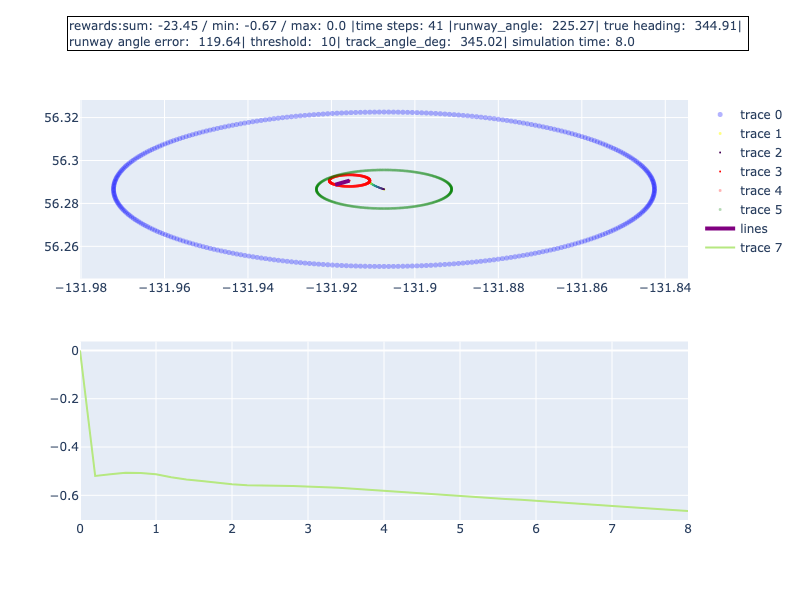 rewards:sum: -23.45 / min: -0.67 / max: 0.0 |time steps: 41 |runway_angle:  225.27| true heading:  344.91|
runway angle error:  119.64| threshold:  10| track_angle_deg:  345.02| simulation time: 8.0
56.32
56.3
56.28
56.26
−131.98 −131.96 −131.94 −131.92 −131.9 −131.88 −131.86 −131.84
trace 0
trace 1
trace 2
trace 3
trace 4
trace 5
lines
trace 7
0
−0.2
−0.4
−0.6
0 1 2 3 4 5 6 7 8